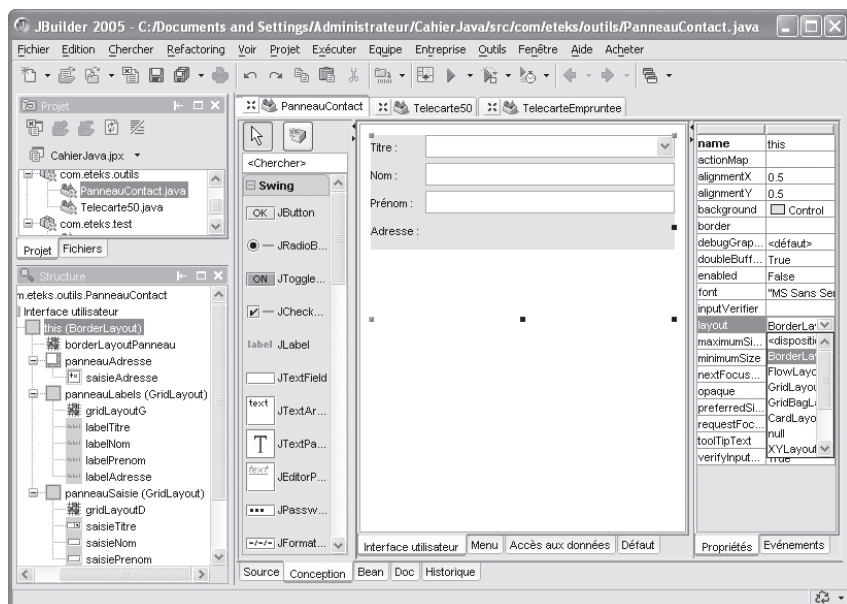 JBuilder 2005 - C:/Documents and Settings/Administrateur/CahierJava/src/com/eteks/outils/PanneauContact.java
Fichier Edition Chercher Refactoring Voir Projet Exécuter Equipe Entreprise Outils Fenêtre Aide Acheter
Projet
CahierJava.jpx
com.eteks.outils
PanneauContact.java
Telecarte50.java
com.eteks.test
Projet Fichiers
Structure
m.eteks.outils.PanneauContact
Interface utilisateur
this (BorderLayout)
borderLayoutPanneau
panneauAdresse
saisieAdresse
panneauLabels (GridLayout)
gridLayoutG
labelTitre
labelNom
labelPrenom
labelAdresse
panneauSaisie (GridLayout)
gridLayoutD
saisieTitre
saisieNom
saisiePrenom
PanneauContact Telecarte50 TelecarteEmpruntee
<Chercher>
Swing
OK JButton
JRadioB...
ON JToggle...
JCheck...
label JLabel
JTextField
text JTextAr...
T JTextPa...
text JEditorP...
JPassw...
JFormat...
Titre :
Nom :
Prénom :
Adresse :
Interface utilisateur Menu Accès aux données Défaut
Source Conception Bean Doc Historique
name this
actionMap
alignmentX 0.5
alignmentY 0.5
background Control
border
debugGrap... <défaut>
doubleBuff... True
enabled False
font "MS Sans Ser
inputVerifier
layout BorderLay
maximumSi... <dispositic
minimumSize BorderLa
nextFocus... FlowLayc
opaque GridLayou
preferredSi... GridBagLa
requestFoc... CardLayo
toolTipText null
verifyInput... XYLayout
True
Propriétés Evénements